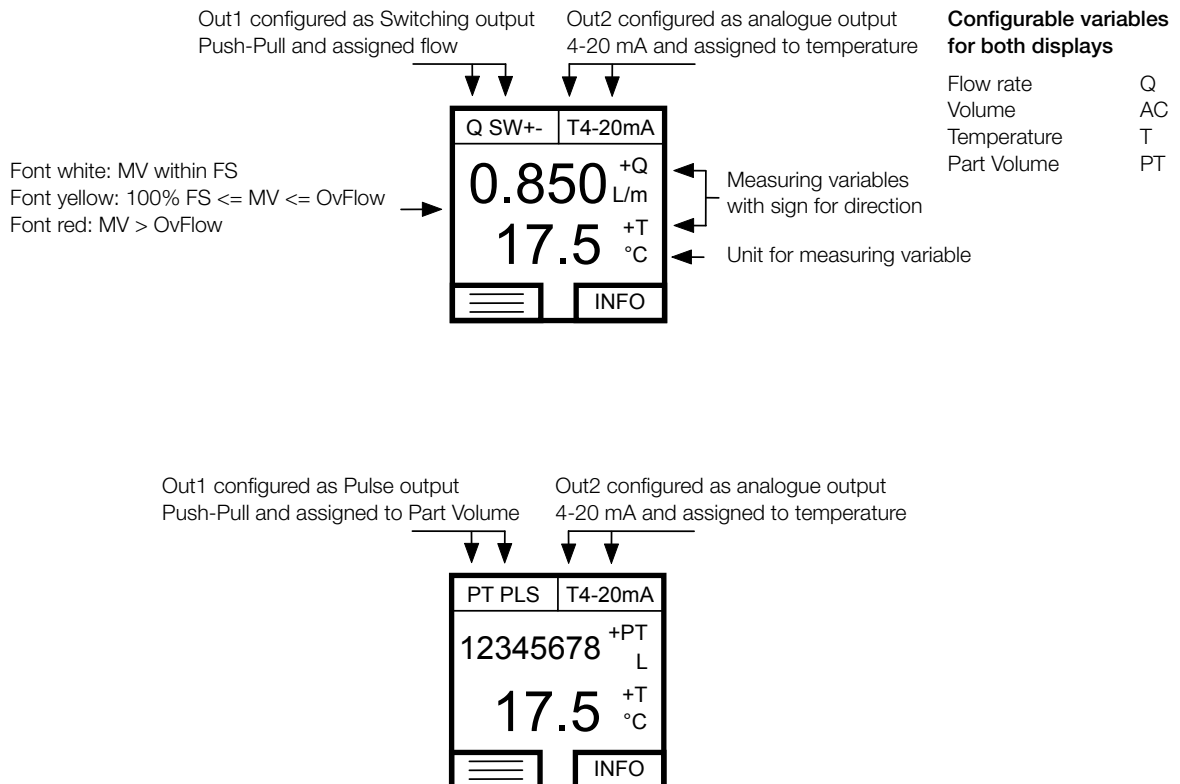 Out1 configured as Switching output
Push-Pull and assigned flow
Out2 configured as analogue output
4-20 mA and assigned to temperature
Configurable variables
for both displays
Flow rate Q
Volume AC
Temperature T
Part Volume PT
Q SW+- T4-20mA
0.850 +Q
L/m
17.5 +T
°C
INFO
Font white: MV within FS
Font yellow: 100% FS <= MV <= OvFlow
Font red: MV > OvFlow
Measuring variables
with sign for direction
Unit for measuring variable
Out1 configured as Pulse output
Push-Pull and assigned to Part Volume
Out2 configured as analogue output
4-20 mA and assigned to temperature
PT PLS T4-20mA
12345678 +PT
L
17.5 +T
°C
INFO